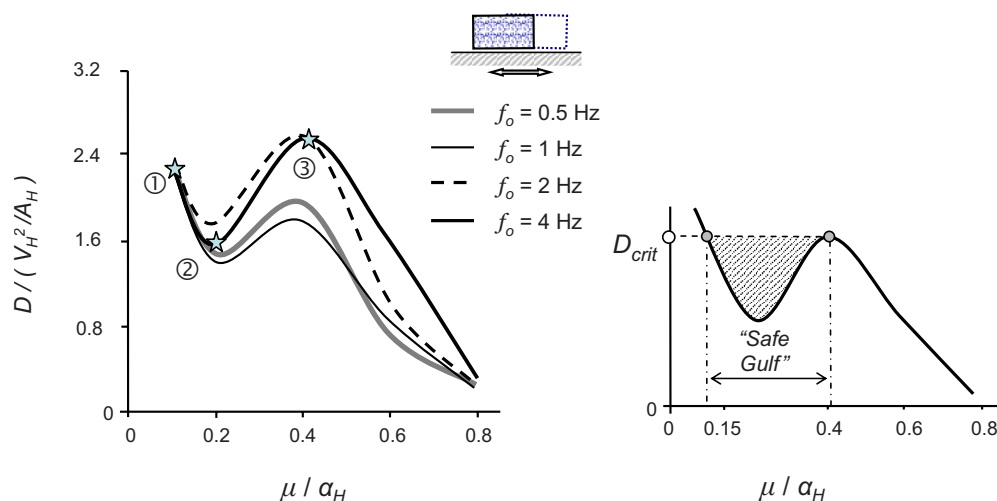 3.2
2.4
1.6
0.8
0
D / ( V_H^2 / A_H )
①
②
③
0
0.2
0.4
0.6
0.8
μ / α_H
f_o = 0.5 Hz
f_o = 1 Hz
f_o = 2 Hz
f_o = 4 Hz
D_crit
“Safe
Gulf”
0
0
0.15
0.4
0.6
0.8
μ / α_H